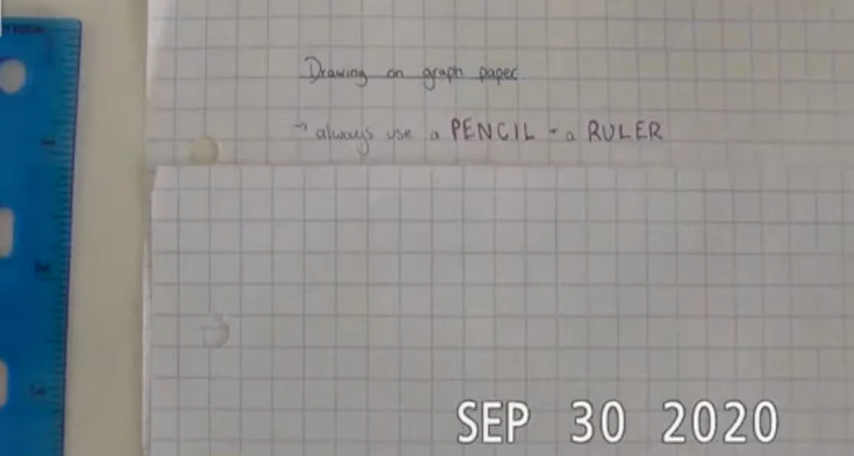 Drawing on graph paper
→ always use a PENCIL + a RULER
SEP 30 2020